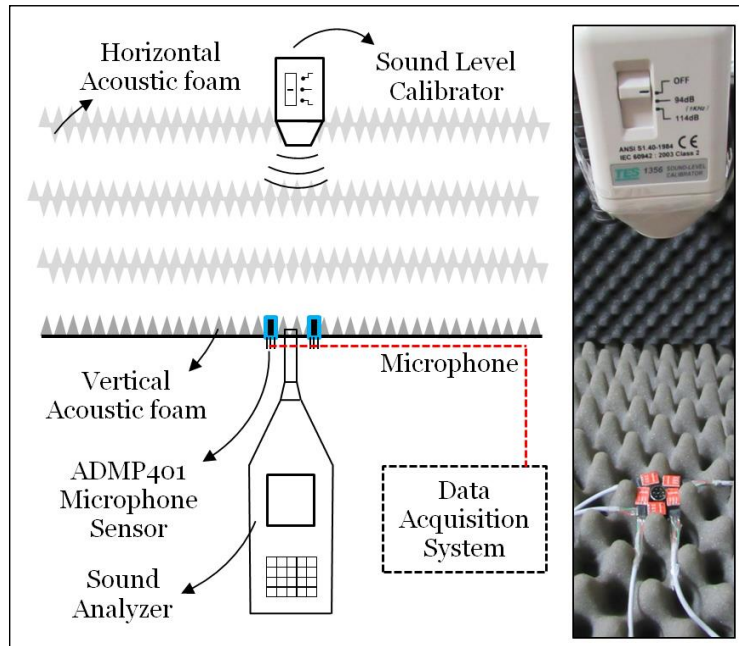 Horizontal
Acoustic foam
Sound Level
Calibrator
Microphone
Vertical
Acoustic foam
ADMP401
Microphone
Sensor
Sound
Analyzer
Data
Acquisition
System
OFF
94dB
114dB
ANSI S1.40-1984 CE
IEC 60942 : 2003 Class 2
TES 1356 SOUND-LEVEL
CALIBRATOR